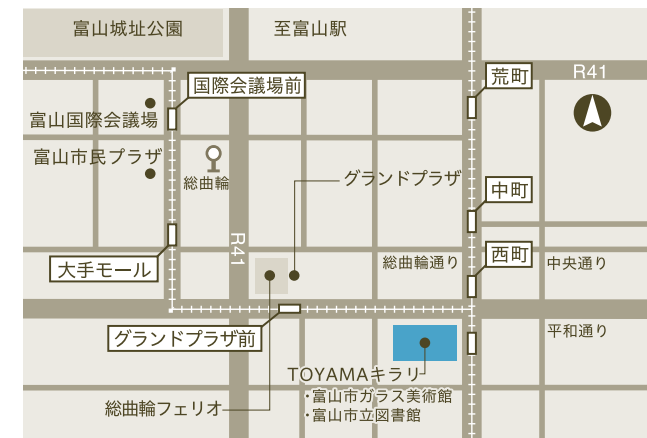 富山城址公園
至富山駅
荒町
R41
国際会議場前
富山国際会議場
富山市民プラザ
総曲輪
グランドプラザ
中町
R41
大手モール
総曲輪通り
西町
中央通り
グランドプラザ前
平和通り
TOYAMAキラリ
・富山市ガラス美術館
・富山市立図書館
総曲輪フェリオ